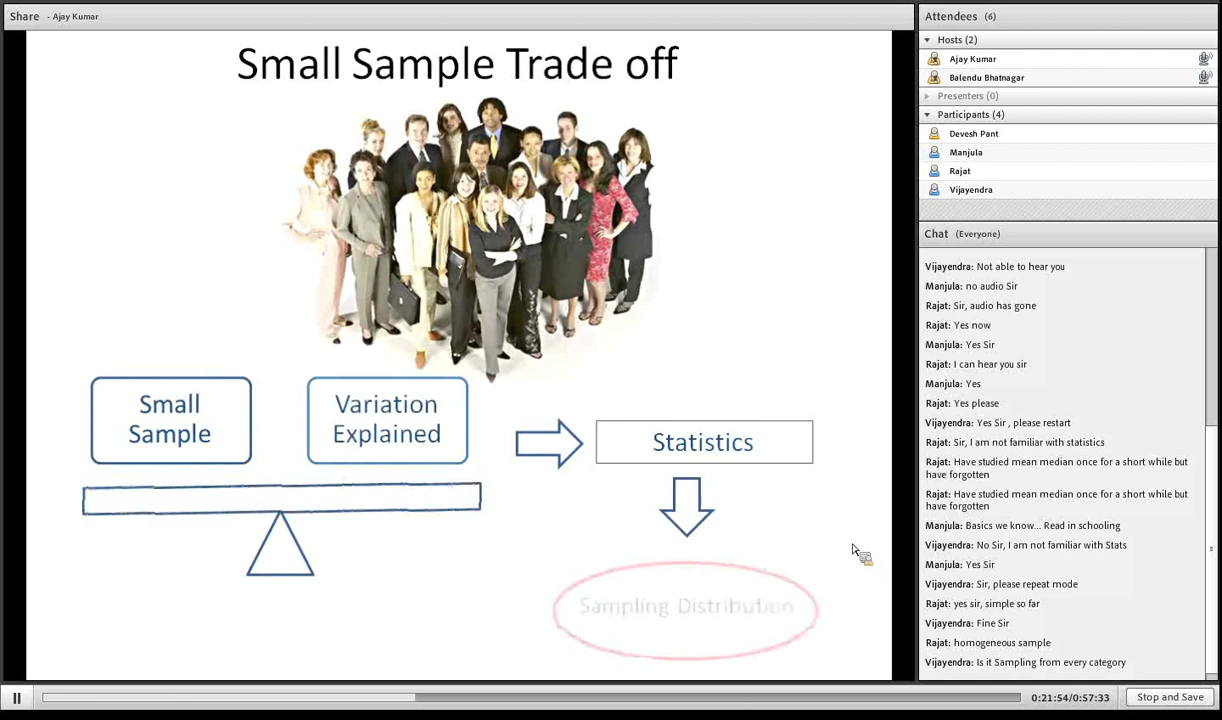 Share - Ajay Kumar
Small Sample Trade off
Small
Sample
Variation
Explained
Statistics
Sampling Distribution
Attendees (6)
Hosts (2)
Ajay Kumar
Balendu Bhatnagar
Presenters (0)
Participants (4)
Devesh Pant
Manjula
Rajat
Vijayendra
Chat (Everyone)
Vijayendra: Not able to hear you
Manjula: no audio Sir
Rajat: Sir, audio has gone
Rajat: Yes now
Manjula: Yes Sir
Rajat: I can hear you sir
Manjula: Yes
Rajat: Yes please
Vijayendra: Yes Sir , please restart
Rajat: Sir, I am not familiar with statistics
Rajat: Have studied mean median once for a short while but
have forgotten
Rajat: Have studied mean median once for a short while but
have forgotten
Manjula: Basics we know... Read in schooling
Vijayendra: No Sir, I am not familiar with Stats
Manjula: Yes Sir
Vijayendra: Sir, please repeat mode
Rajat: yes sir, simple so far
Vijayendra: Fine Sir
Rajat: homogeneous sample
Vijayendra: Is it Sampling from every category
0:21:54/0:57:33
Stop and Save